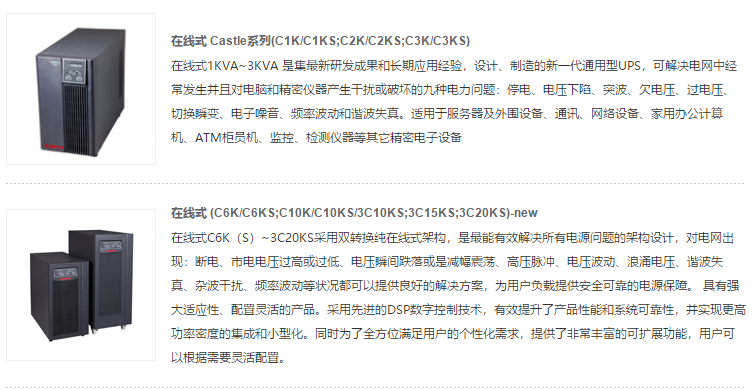 在线式 Castle系列(C1K/C1KS;C2K/C2KS;C3K/C3KS)
在线式1KVA~3KVA 是集最新研发成果和长期应用经验，设计、制造的新一代通用型UPS，可解决电网中经
常发生并且对电脑和精密仪器产生干扰或破坏的九种电力问题：停电、电压下陷、突波、欠电压、过电压、
切换瞬变、电子噪音、频率波动和谐波失真。适用于服务器及外围设备、通讯、网络设备、家用办公计算
机、ATM柜员机、监控、检测仪器等其它精密电子设备
在线式 (C6K/C6KS;C10K/C10KS/3C10KS;3C15KS;3C20KS)-new
在线式C6K（S）~3C20KS采用双转换纯在线式架构，是最能有效解决所有电源问题的架构设计，对电网出
现：断电、市电电压过高或过低、电压瞬间跌落或是减幅震荡、高压脉冲、电压波动、浪涌电压、谐波失
真、杂波干扰、频率波动等状况都可以提供良好的解决方案，为用户负载提供安全可靠的电源保障。 具有强
大适应性、配置灵活的产品。采用先进的DSP数字控制技术，有效提升了产品性能和系统可靠性，并实现更高
功率密度的集成和小型化。同时为了全方位满足用户的个性化需求，提供了非常丰富的可扩展功能，用户可
以根据需要灵活配置。